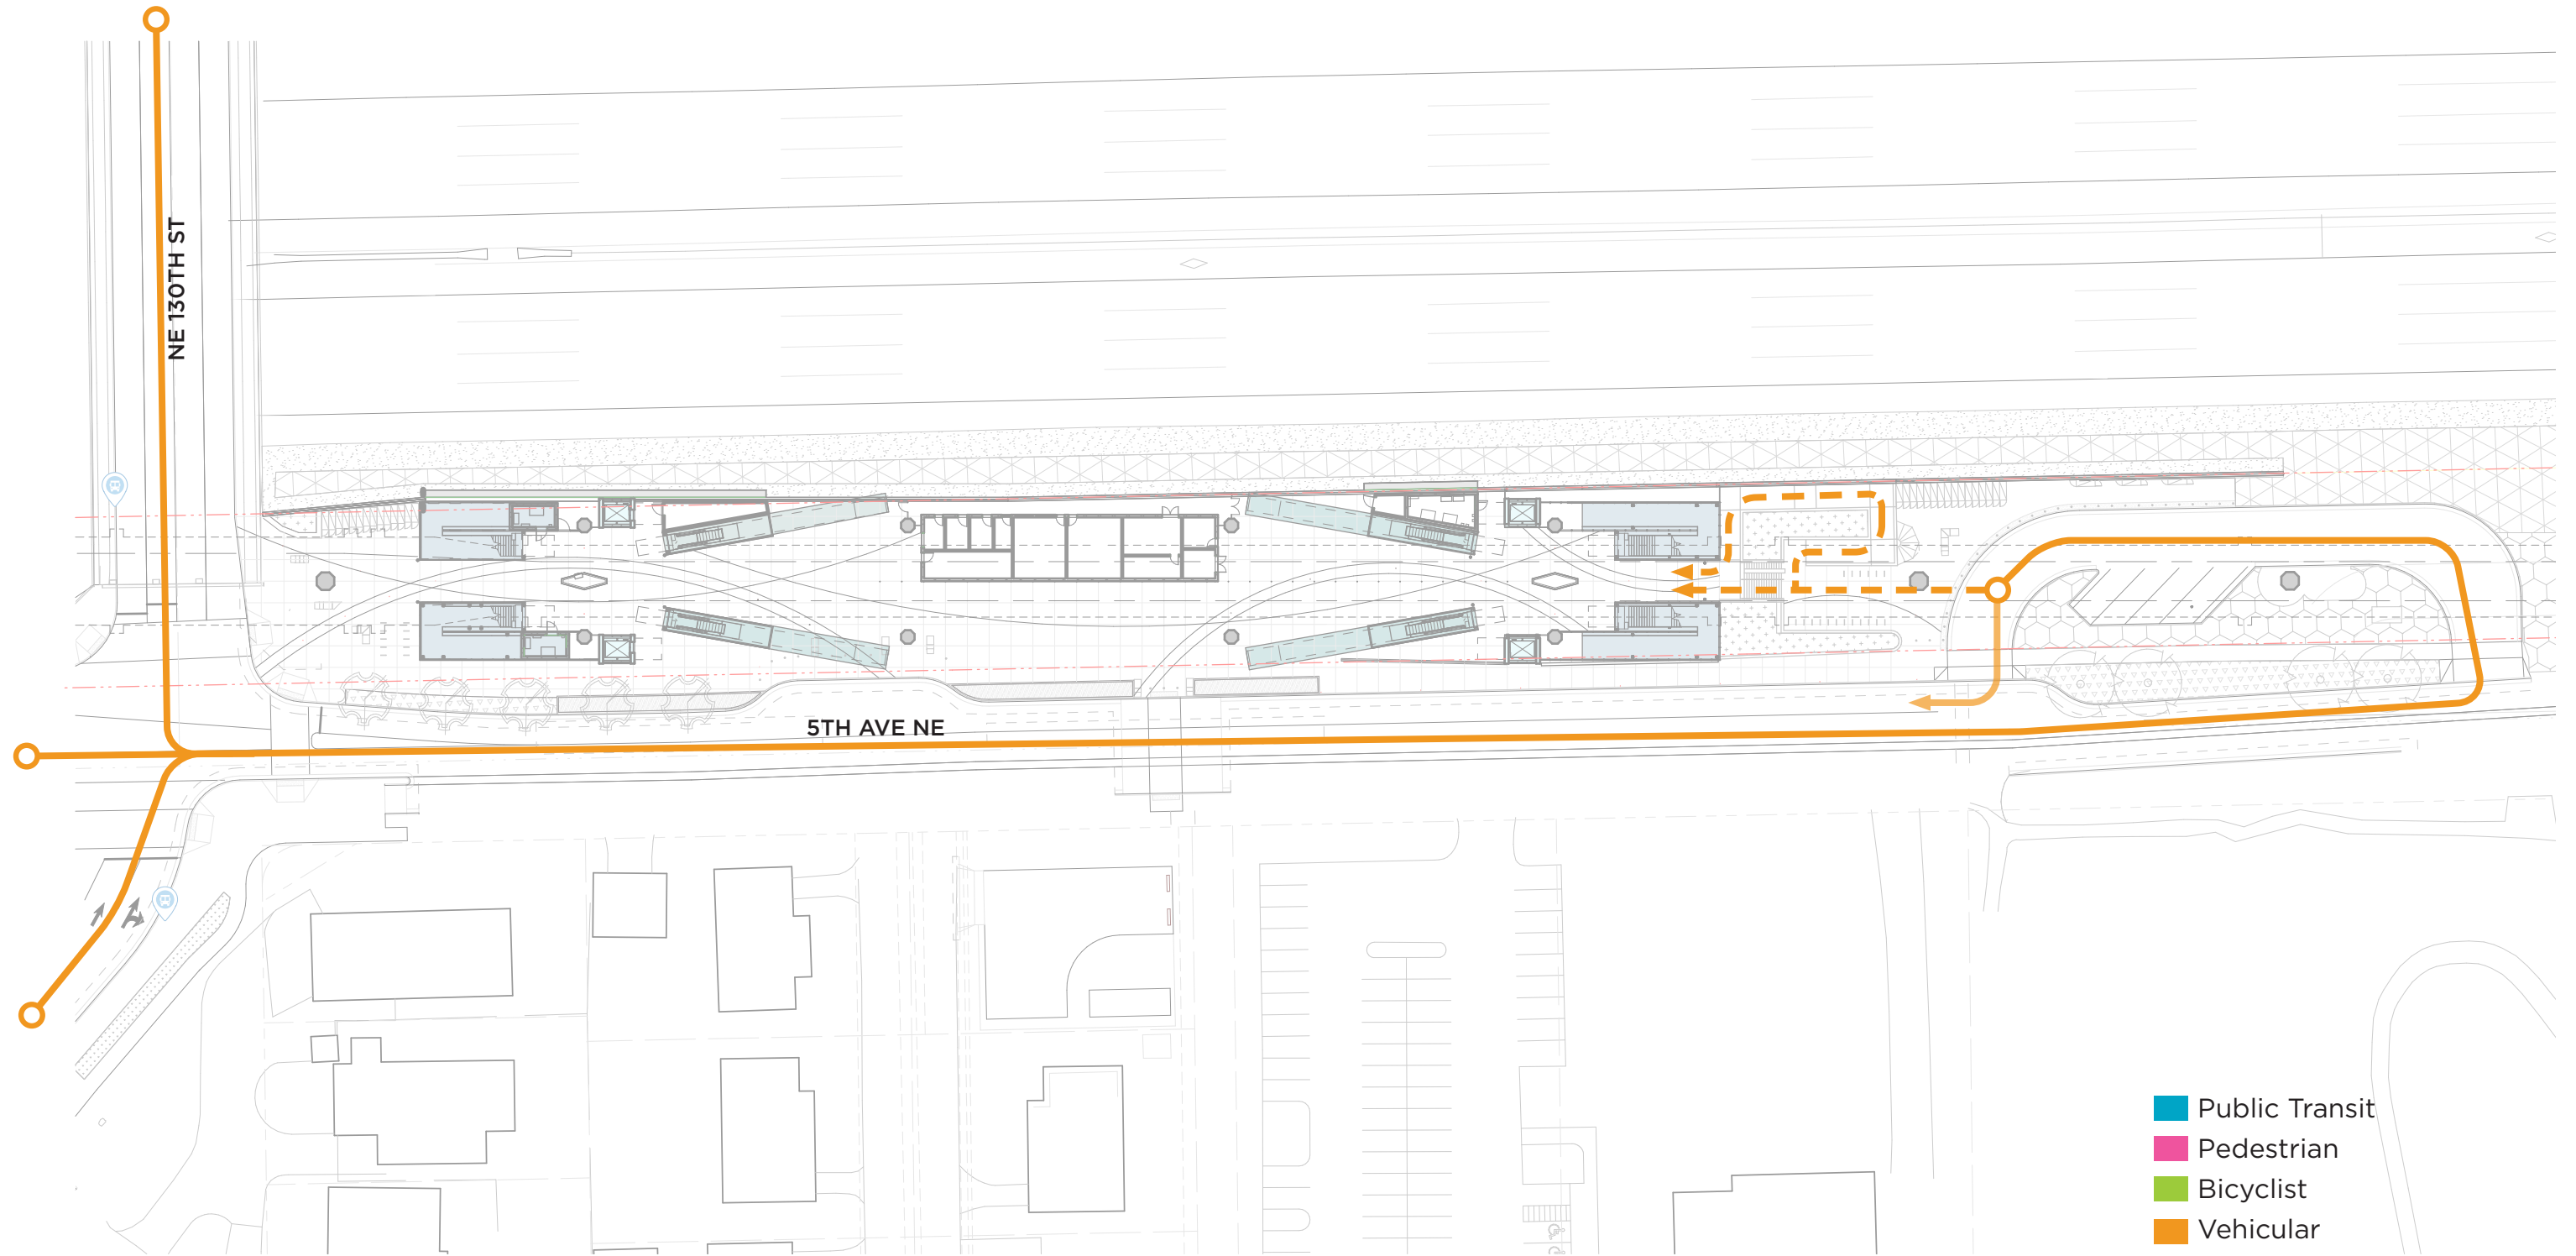 NE 130TH ST
5TH AVE NE
Public Transit
Pedestrian
Bicyclist
Vehicular